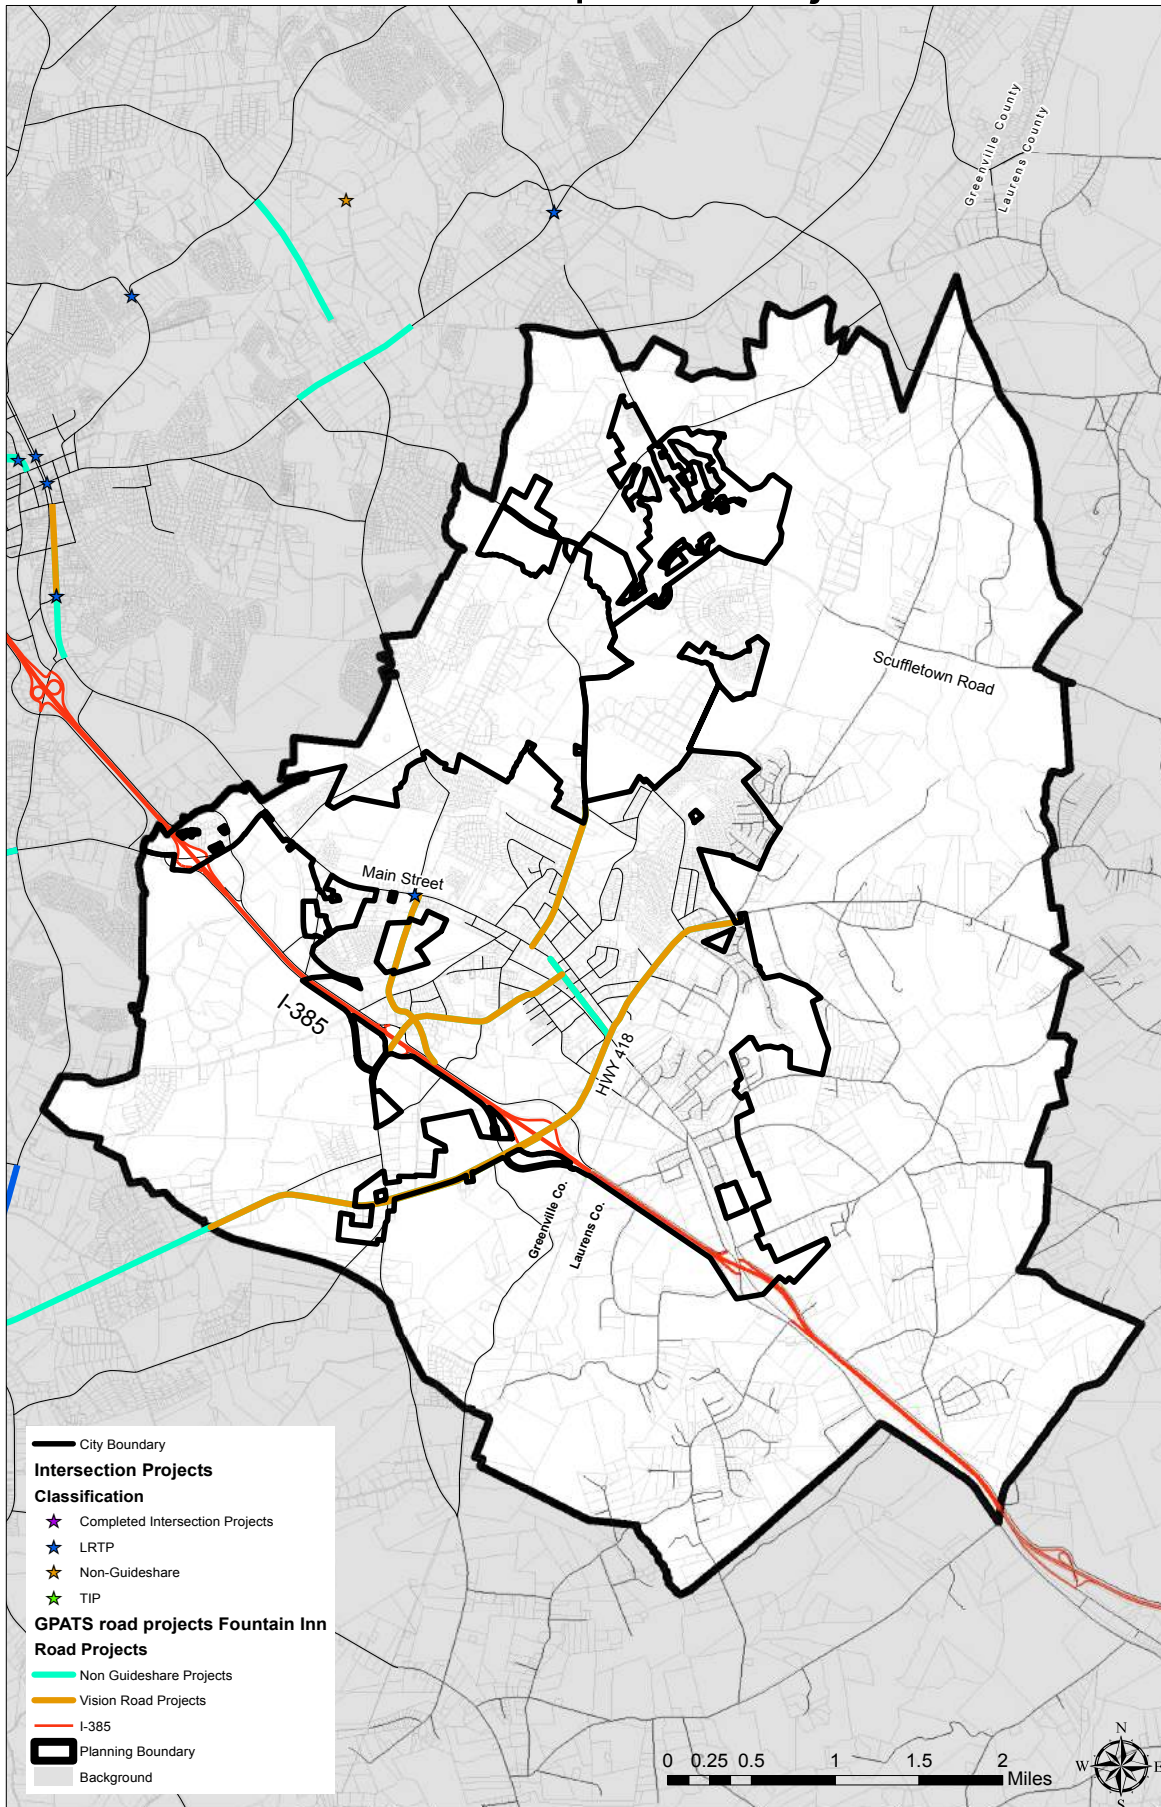 Greenville County
Laurens County
Scuffletown Road
Main Street
I-385
HWY 418
Greenville Co.
Laurens Co.
City Boundary
Intersection Projects
Classification
Completed Intersection Projects
LRTP
Non-Guideshare
TIP
GPATS road projects Fountain Inn
Road Projects
Non Guideshare Projects
Vision Road Projects
I-385
Planning Boundary
Background
0 0.25 0.5 1 1.5 2
Miles
N
W E
S